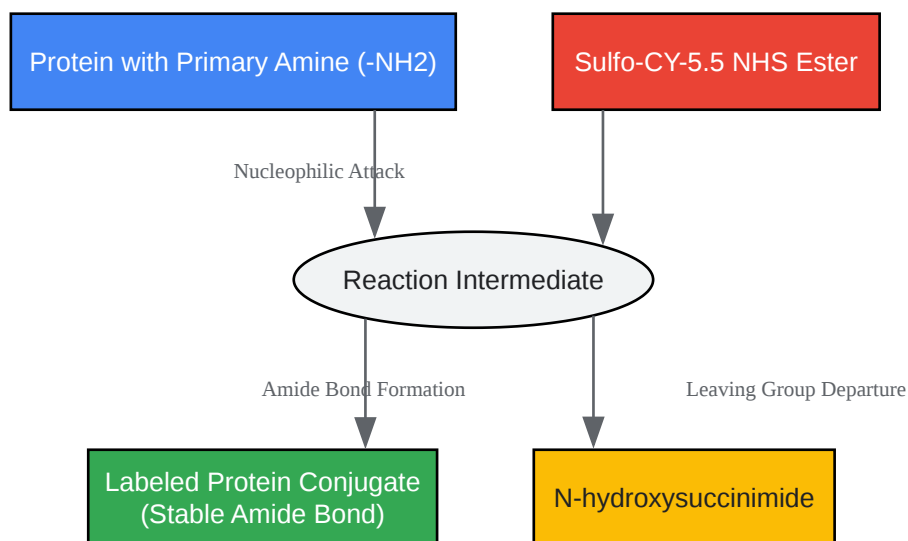 Protein with Primary Amine (-NH2)
Sulfo-CY-5.5 NHS Ester
Nucleophilic Attack
Reaction Intermediate
Amide Bond Formation
Leaving Group Departure
Labeled Protein Conjugate
(Stable Amide Bond)
N-hydroxysuccinimide